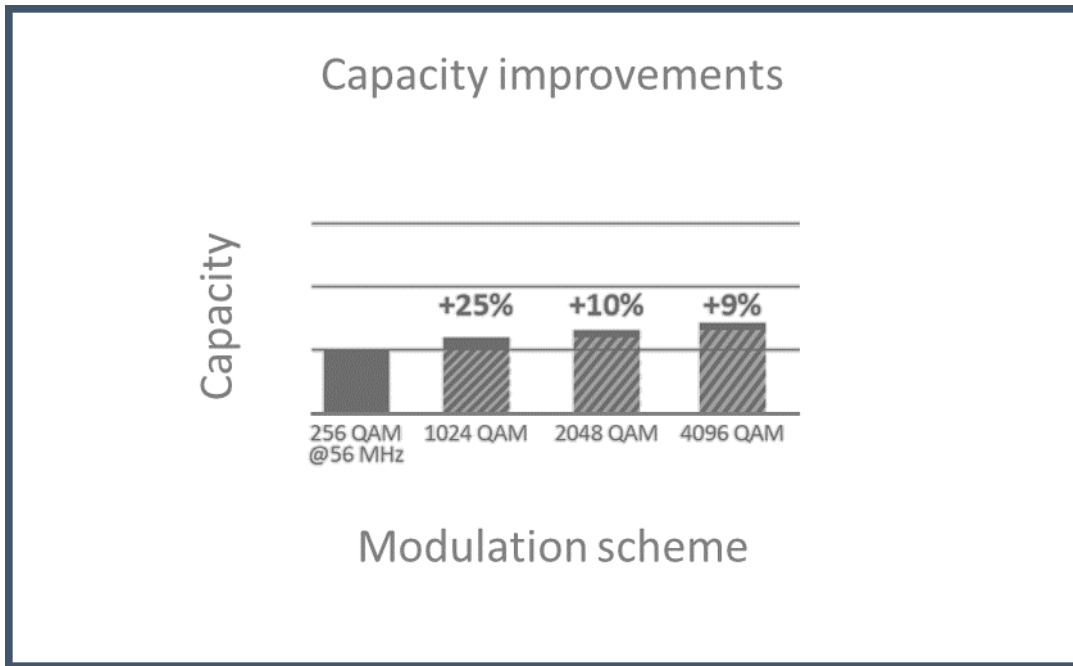 Capacity improvements
Capacity
+25%
+10%
+9%
256 QAM
@56 MHz
1024 QAM
2048 QAM
4096 QAM
Modulation scheme